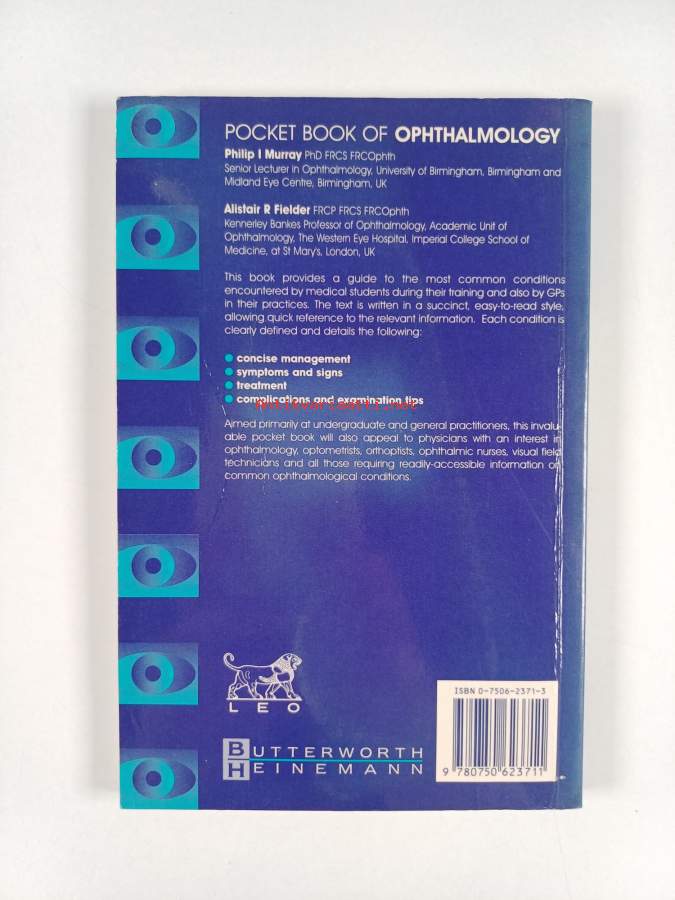 POCKET BOOK OF OPHTHALMOLOGY
Philip I Murray PhD FRCS FRCOphth
Senior Lecturer in Ophthalmology, University of Birmingham, Birmingham and
Midland Eye Centre, Birmingham, UK
Alistair R Fielder FRCP FRCS FRCOphth
Kennerley Bankes Professor of Ophthalmology, Academic Unit of
Ophthalmology, The Western Eye Hospital, Imperial College School of
Medicine, at St Mary's, London, UK
This book provides a guide to the most common conditions
encountered by medical students during their training and also by GPs
in their practices. The text is written in a succinct, easy-to-read style,
allowing quick reference to the relevant information. Each condition is
clearly defined and details the following:
concise management
symptoms and signs
treatment
complications and examination tips
Antikvariaatti.net
Aimed primarily at undergraduate and general practitioners, this invalu-
able pocket book will also appeal to physicians with an interest in
ophthalmology, optometrists, orthoptists, ophthalmic nurses, visual field
technicians and all those requiring readily-accessible information on
common ophthalmological conditions.
LEO
BUTTERWORTH
HEINEMANN
ISBN 0-7506-2371-3
9 780750 623711